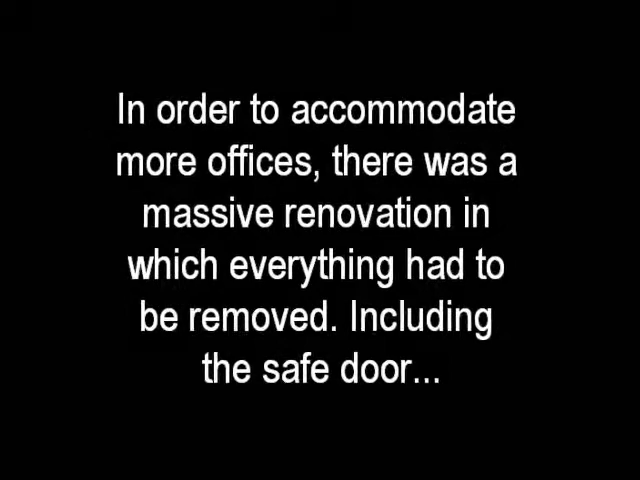 In order to accommodate
more offices, there was a
massive renovation in
which everything had to
be removed. Including
the safe door...